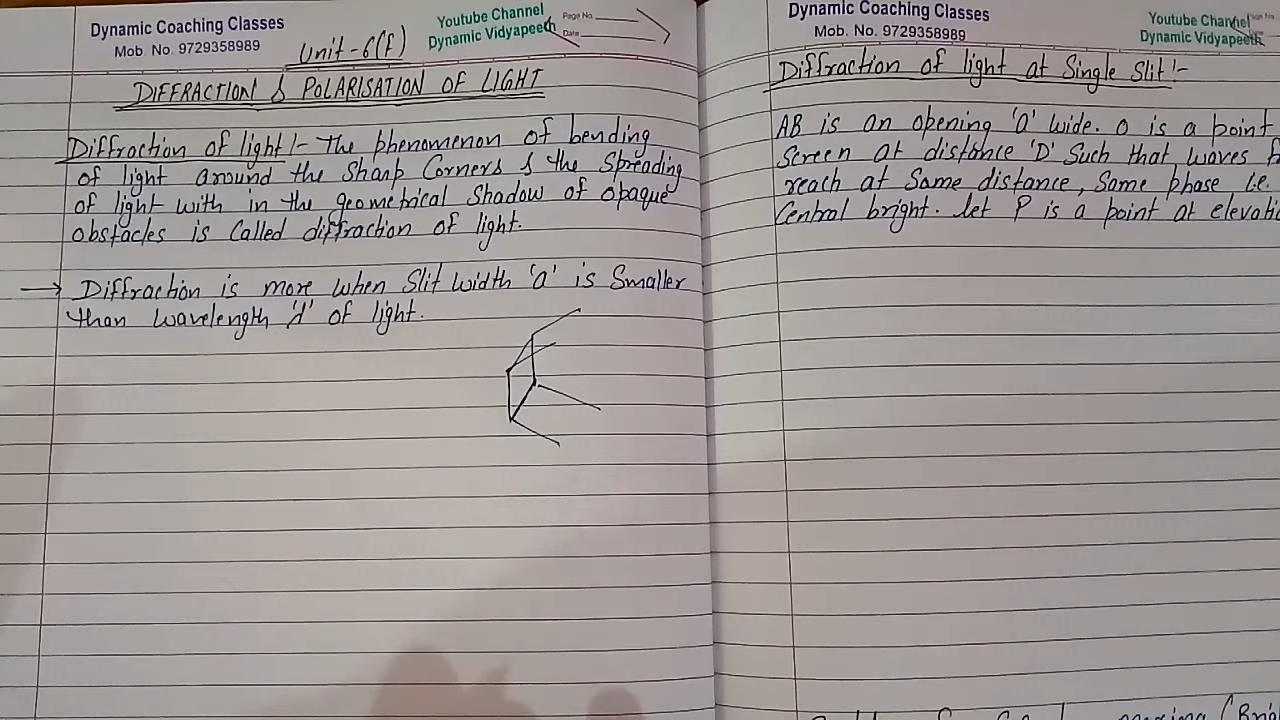 Dynamic Coaching Classes
Mob. No. 9729358989
Youtube Channel
Dynamic Vidyapeeth
Page No.
Date
Unit-6(F)
DIFFRACTION & POLARISATION OF LIGHT
Diffraction of light:- The phenomenon of bending
of light around the sharp Corners & the Spreading
of light with in the geometrical Shadow of opaque
obstacles is Called diffraction of light.
→ Diffraction is more when Slit width 'a' is Smaller
than wavelength 'λ' of light.
Dynamic Coaching Classes
Mob. No. 9729358989
Youtube Channel
Dynamic Vidyapeeth
Diffraction of light at Single Slit:-
AB is an opening 'a' wide. O is a point
Screen at distance 'D' Such that, waves
reach at Same distance, Same phase, i.e.
Central bright. Let P is a point at